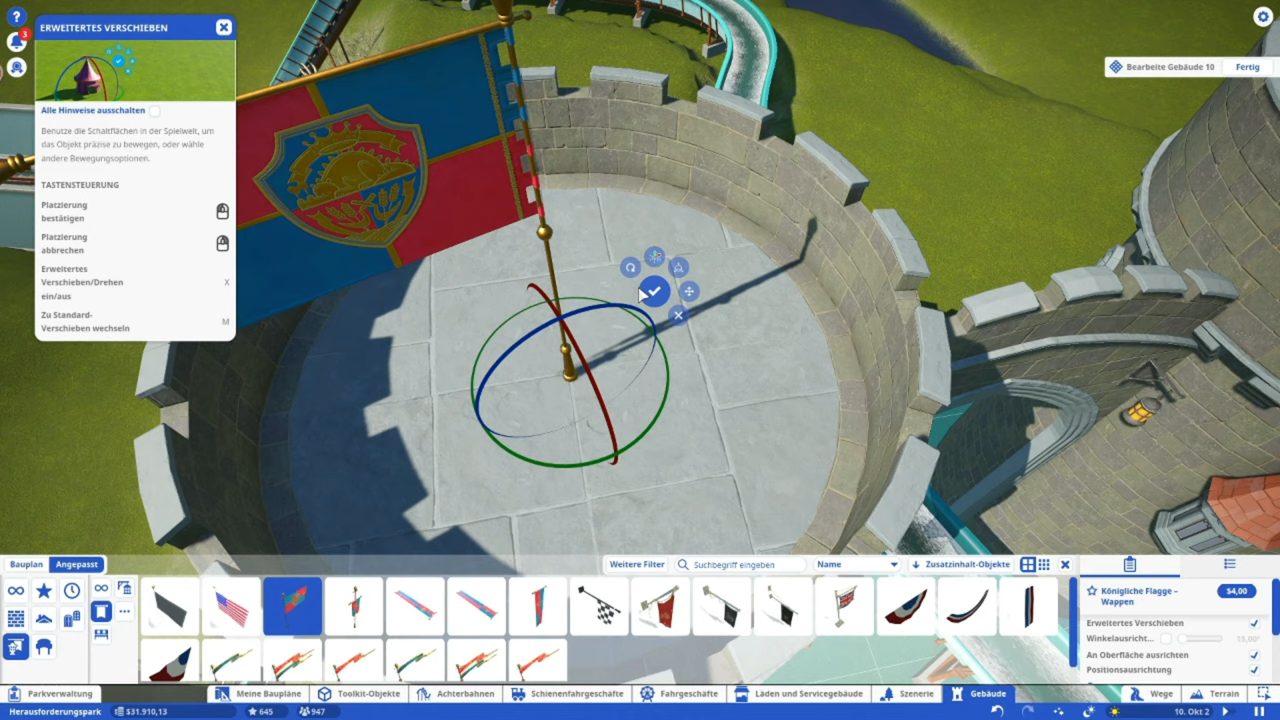 ?
3
ERWEITERTES VERSCHIEBEN
Alle Hinweise ausschalten
Benutze die Schaltflächen in der Spielwelt, um
das Objekt präzise zu bewegen, oder wähle
andere Bewegungsoptionen.
TASTENSTEUERUNG
Platzierung
bestätigen
Platzierung
abbrechen
Erweitertes
Verschieben/Drehen X
ein/aus
Zu Standard-
Verschieben wechseln M
Bearbeite Gebäude 10 Fertig
Bauplan Angepasst
Weitere Filter Suchbegriff eingeben Name Zusatzinhalt-Objekte
Königliche Flagge –
Wappen
$4,00
Erweitertes Verschieben
Winkelausricht... 15,00°
An Oberfläche ausrichten
Positionsausrichtung
Parkverwaltung Meine Baupläne Toolkit-Objekte Achterbahnen Schienenfahrgeschäfte Fahrgeschäfte Läden und Servicegebäude Szenerie Gebäude Wege Terrain
Herausforderungspark $31.910,13 645 947 10. Okt 2